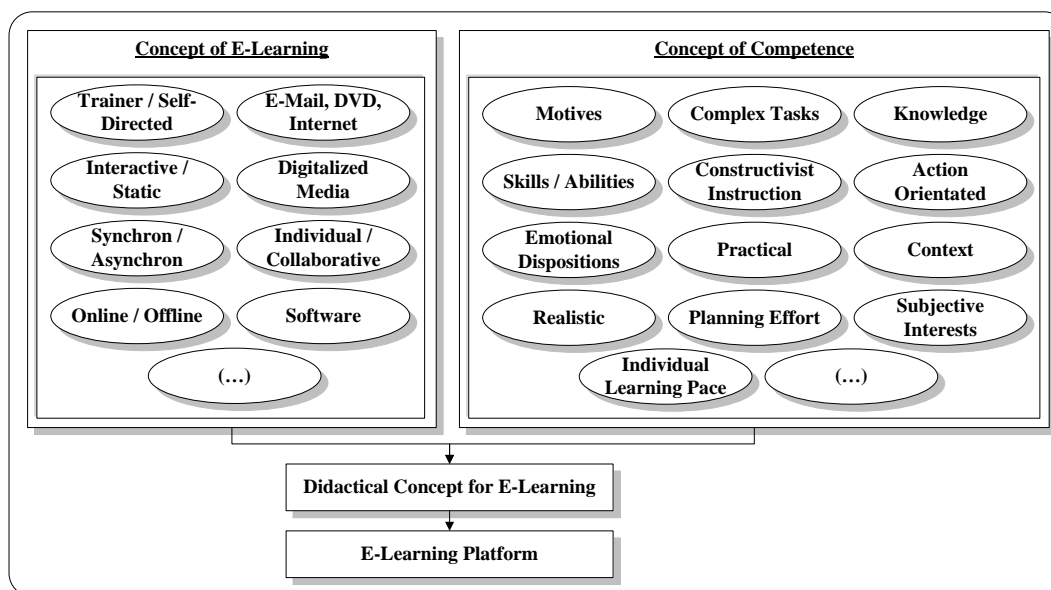 Concept of E-Learning
Trainer / Self-
Directed
E-Mail, DVD,
Internet
Interactive /
Static
Digitalized
Media
Synchron /
Asynchron
Individual /
Collaborative
Online / Offline
Software
(…)
Concept of Competence
Motives
Complex Tasks
Knowledge
Skills / Abilities
Constructivist
Instruction
Action
Orientated
Emotional
Dispositions
Practical
Context
Realistic
Planning Effort
Subjective
Interests
Individual
Learning Pace
(…)
Didactical Concept for E-Learning
E-Learning Platform